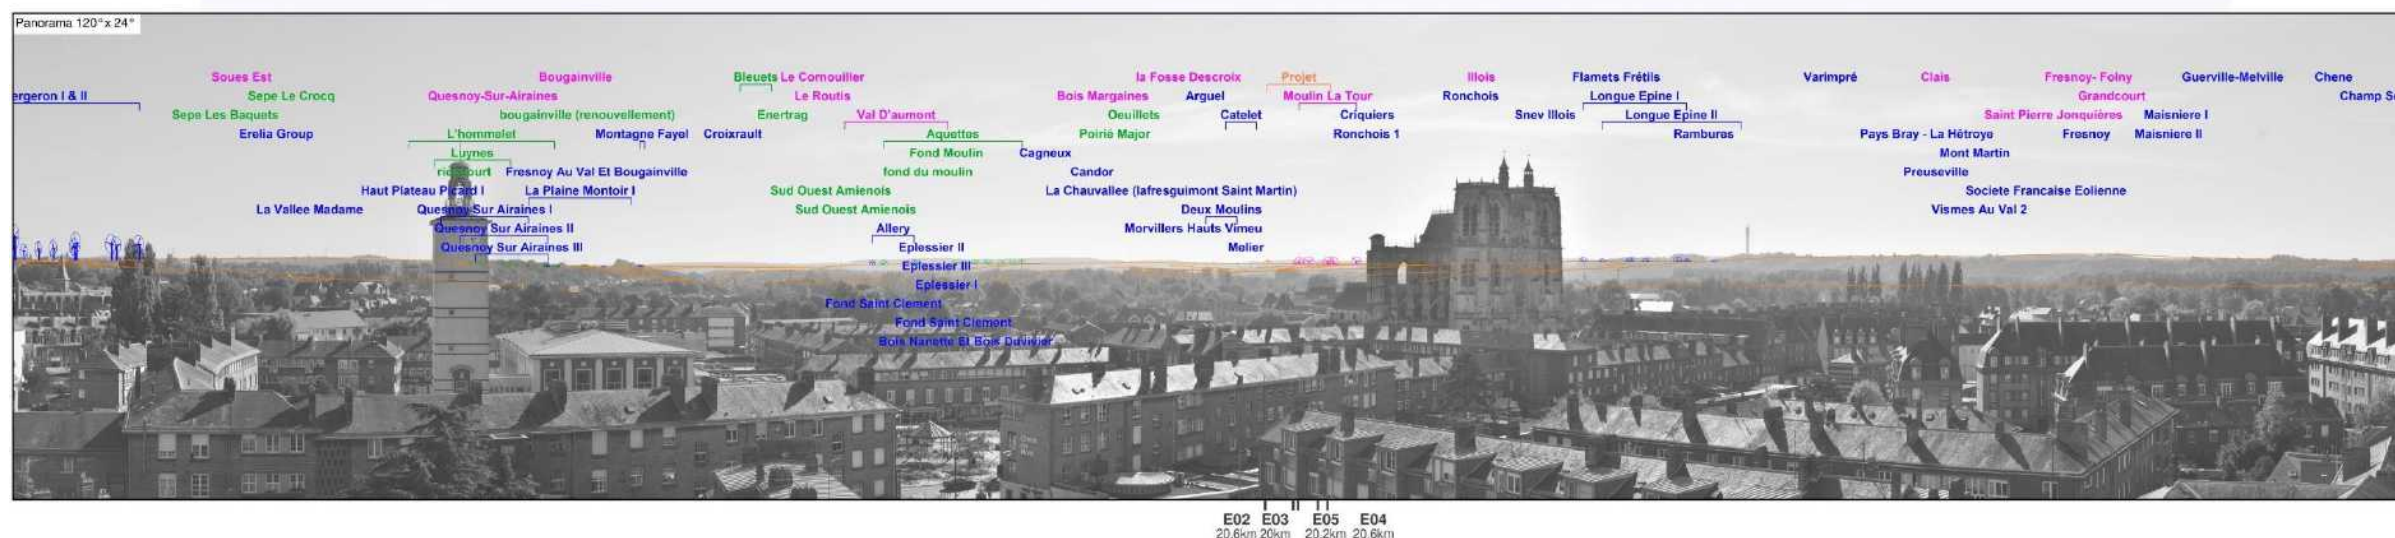 Panorama 120° x 24°
Soues Est Bougainville Bleuets Le Cornouiller la Fosse Descroix Projet Illois Flamets Frétils Varimpré Clais Fresnoy- Folny Guerville-Melville Chene
ergeron I & II Sepe Le Crocq Quesnoy-Sur-Airaines Le Routis Bois Margaines Arguel Moulin La Tour Ronchois Longue Epine I Grandcourt Champ S
Sepe Les Baquets bougainville (renouvellement) Enertrag Val D'aumont Oeuillets Catelet Criquiers Snev Illois Longue Epine II Saint Pierre Jonquières Maisniere I
Erelia Group L'hommelet Montagne Fayel Croixrault Aquettes Poirié Major Ronchois 1 Ramburas Pays Bray - La Hétroye Fresnoy Maisniere II
Luynes Fond Moulin Cagneux Mont Martin
Fresnoy Au Val Et Bougainville fond du moulin Candor Preuseville
Haut Plateau Picard I La Plaine Montoir I Sud Ouest Amienois La Chauvallee (lafresguimont Saint Martin) Societe Francaise Eolienne
La Vallee Madame Quesnoy Sur Airaines I Sud Ouest Amienois Deux Moulins Vismes Au Val 2
Quesnoy Sur Airaines II Allery Morvillers Hauts Vimeu
Quesnoy Sur Airaines III Eplessier II Melier
Eplessier III
Eplessier I
Fond Saint Clement
Fond Saint Clement
Bois Nanette Et Bois Duvivier
E02 E03 E05 E04
20.6km 20km 20.2km 20.6km